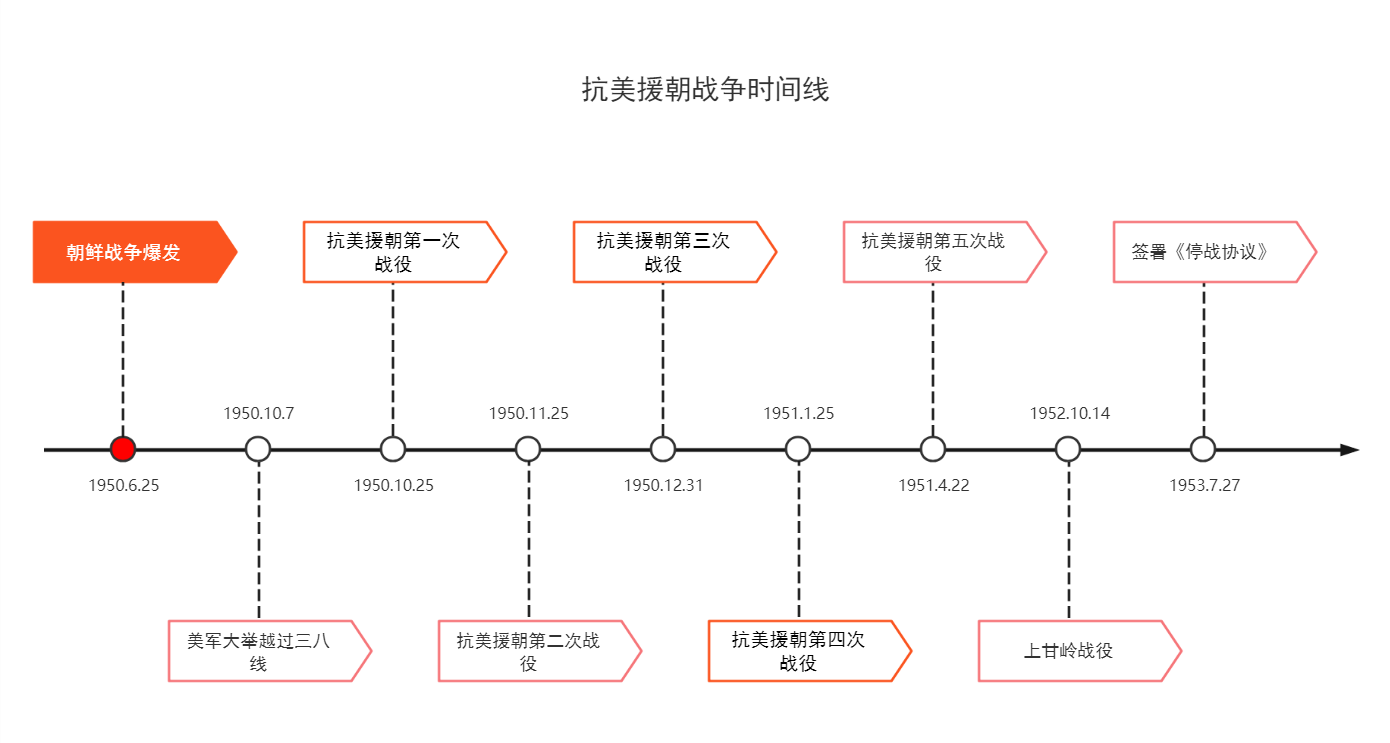 抗美援朝战争时间线
朝鲜战争爆发
抗美援朝第一次
战役
抗美援朝第三次
战役
抗美援朝第五次战
役
签署《停战协议》
1950.10.7
1950.11.25
1951.1.25
1952.10.14
1950.6.25
1950.10.25
1950.12.31
1951.4.22
1953.7.27
美军大举越过三八
线
抗美援朝第二次战
役
抗美援朝第四次
战役
上甘岭战役